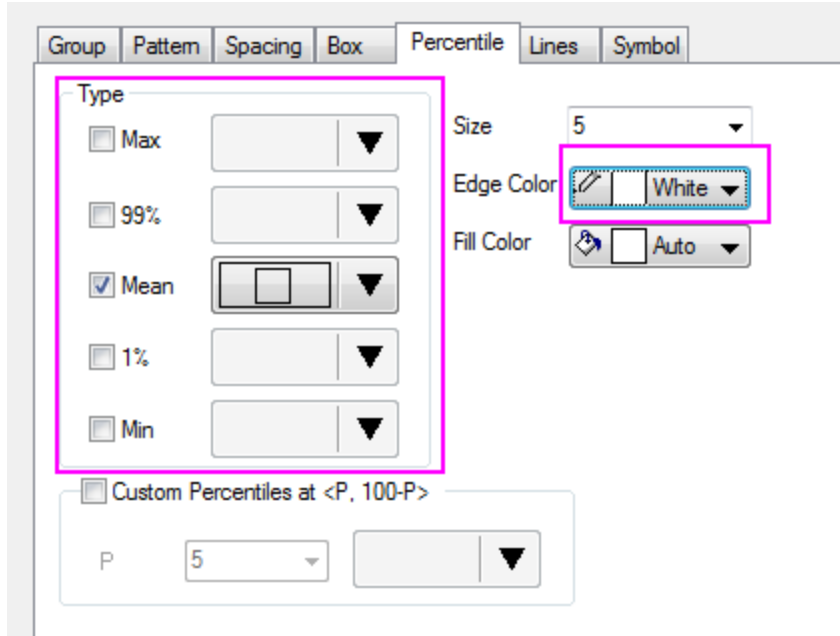 Group Pattern Spacing Box Percentile Lines Symbol
Type
Max
99%
Mean
1%
Min
Size 5
Edge Color White
Fill Color Auto
Custom Percentiles at <P, 100-P>
P 5